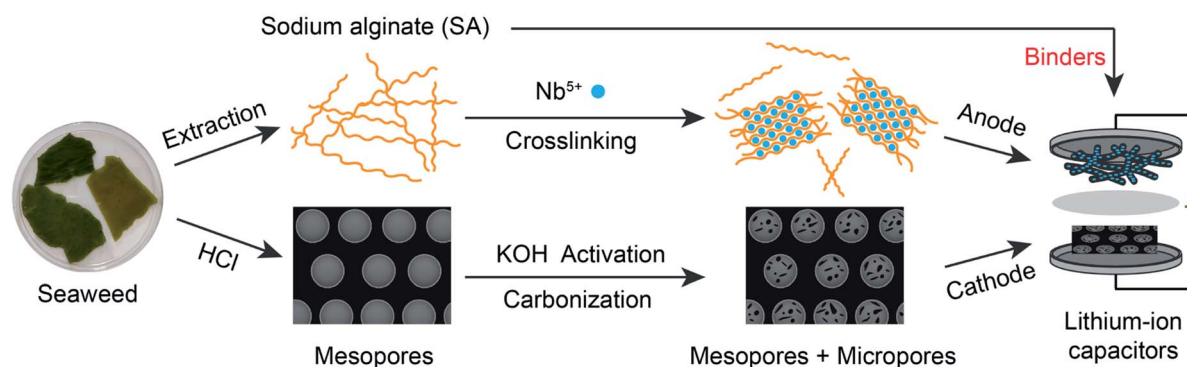 Sodium alginate (SA)
Binders
Extraction
Nb⁵⁺
Crosslinking
Anode
Seaweed
HCl
KOH Activation
Carbonization
Cathode
Mesopores
Mesopores + Micropores
Lithium-ion
capacitors